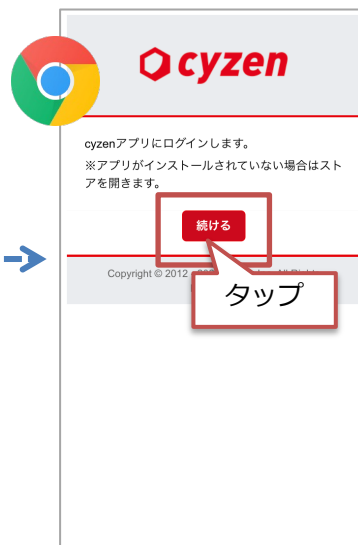 cyzen
cyzenアプリにログインします。
※アプリがインストールされていない場合はスト
アを開きます。
続ける
Copyright © 2012
タップ